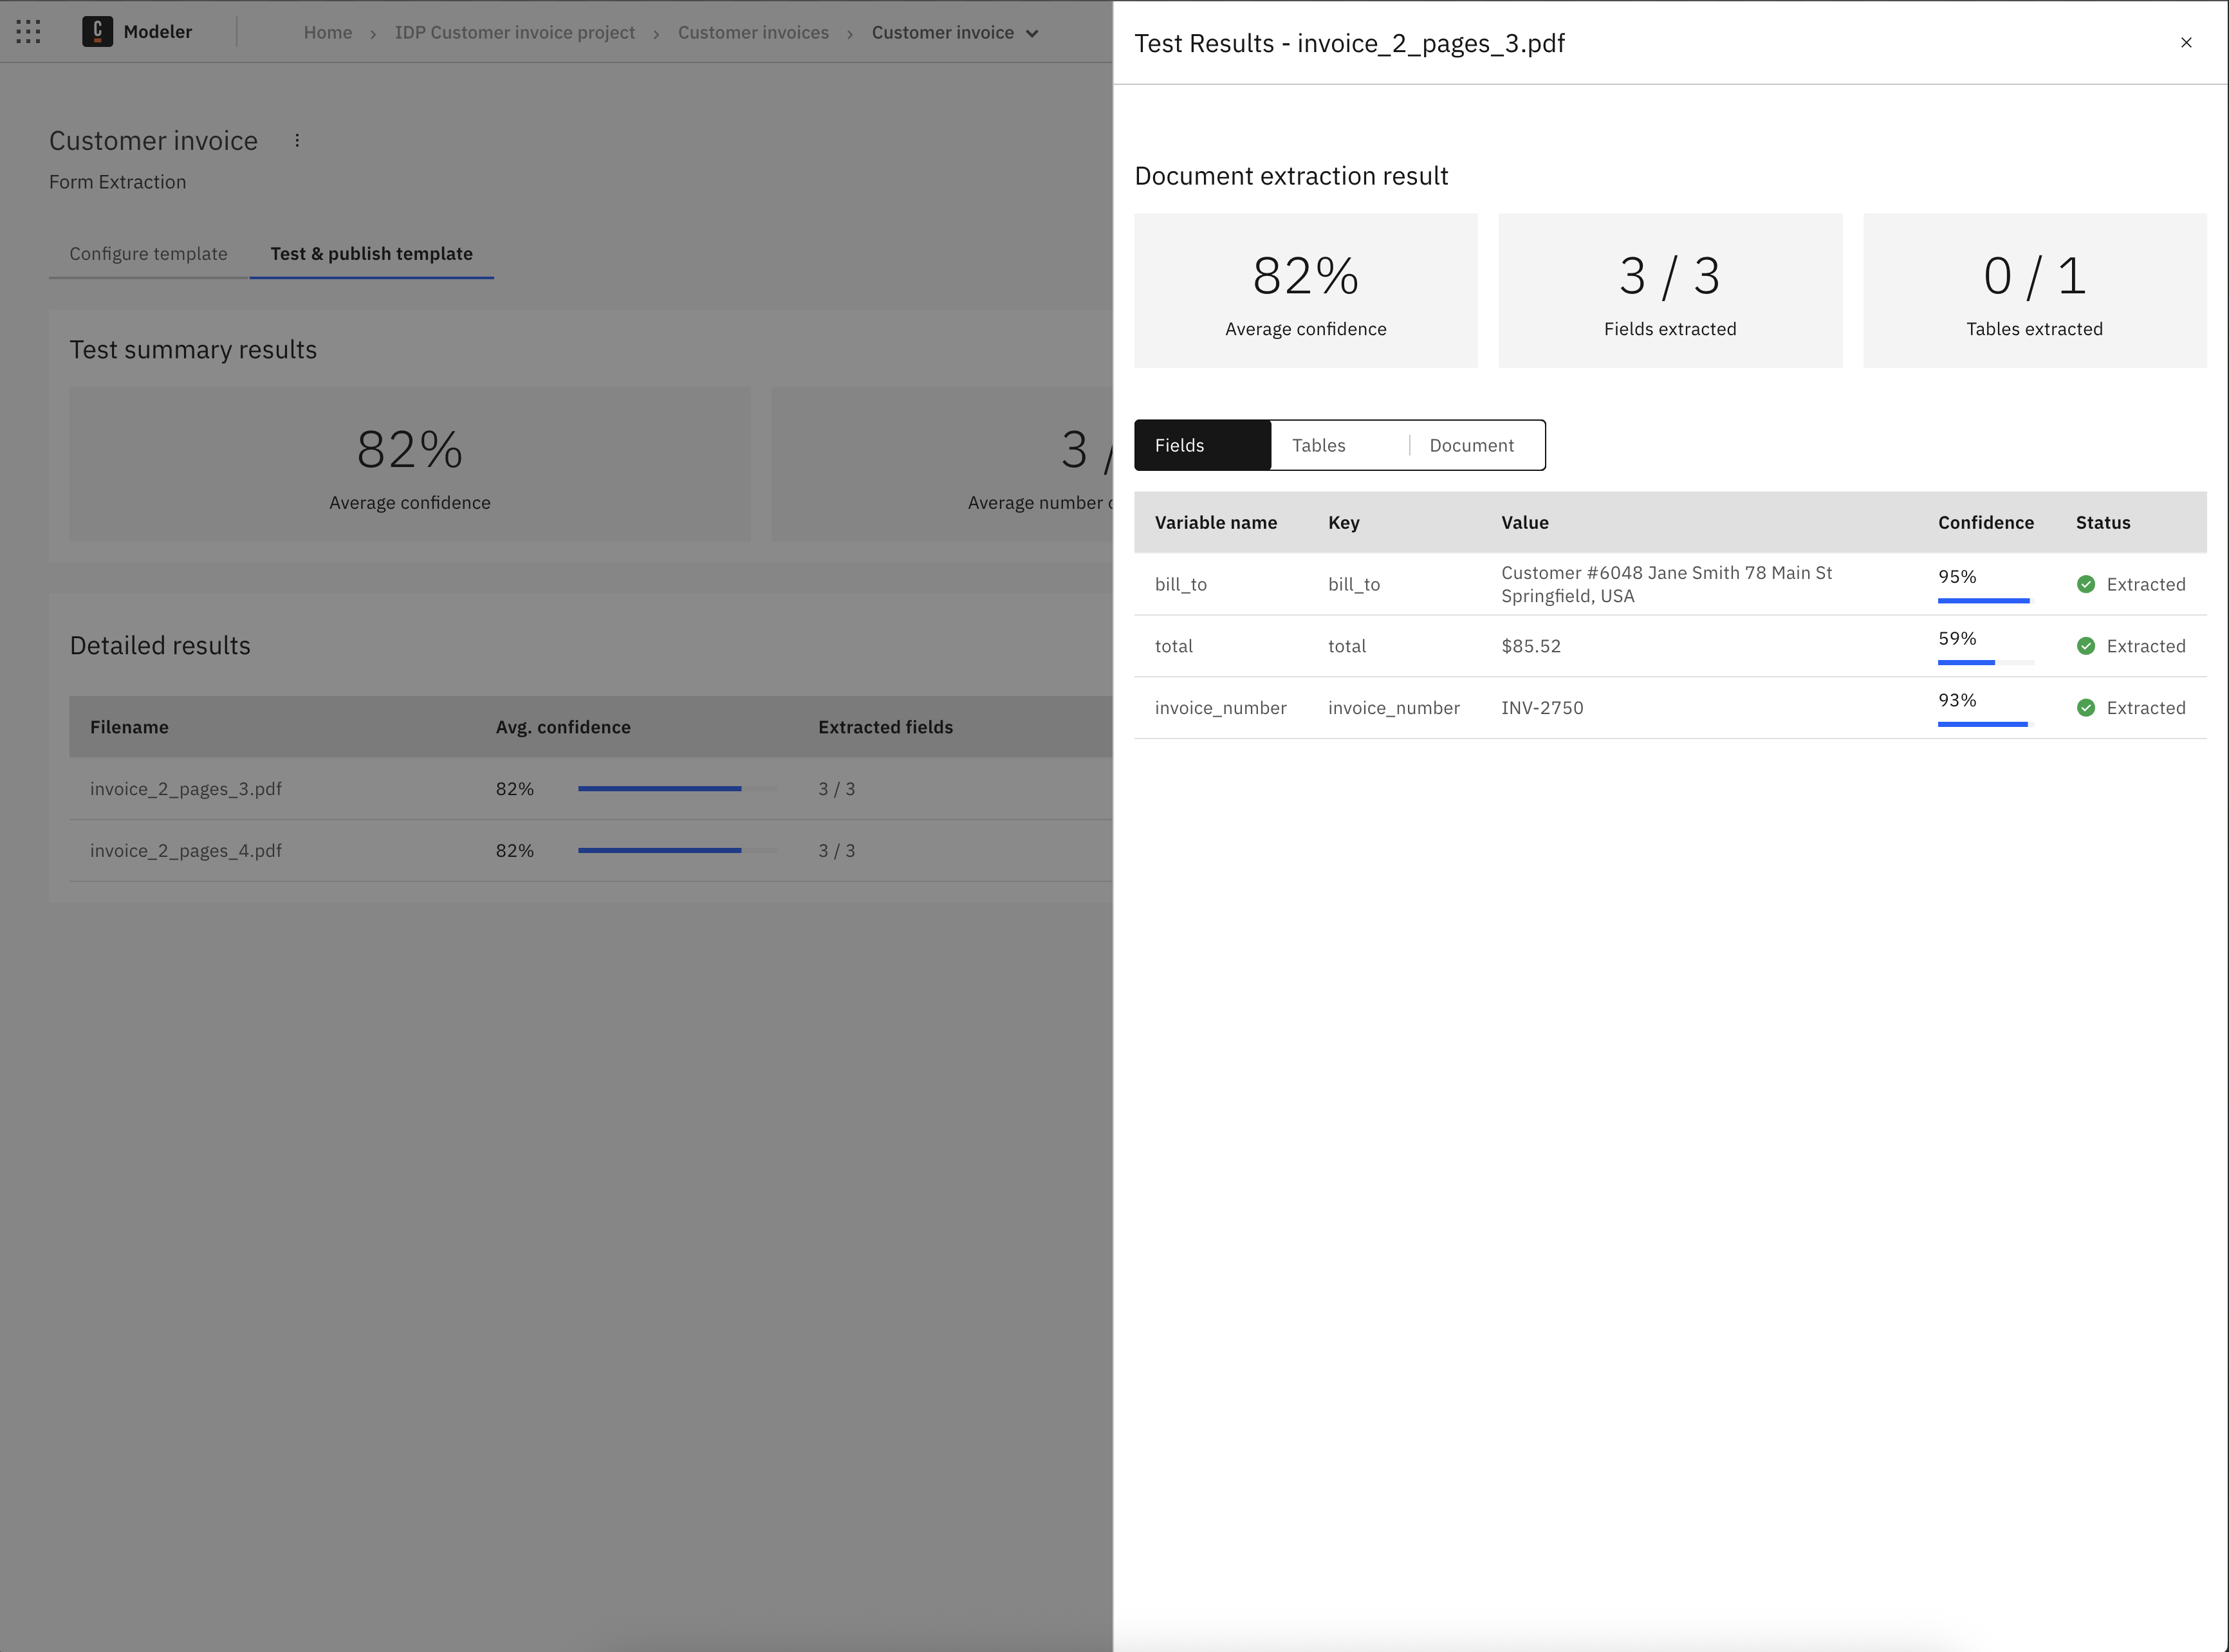 Modeler
Home > IDP Customer invoice project > Customer invoices > Customer invoice
Customer invoice
Form Extraction
Configure template
Test & publish template
Test summary results
82%
Average confidence
3 /
Average number
Detailed results
Filename Avg. confidence Extracted fields
invoice_2_pages_3.pdf 82% 3 / 3
invoice_2_pages_4.pdf 82% 3 / 3
Test Results - invoice_2_pages_3.pdf
Document extraction result
82%
Average confidence
3 / 3
Fields extracted
0 / 1
Tables extracted
Fields Tables Document
Variable name Key Value Confidence Status
bill_to bill_to Customer #6048 Jane Smith 78 Main St
Springfield, USA 95% Extracted
total total $85.52 59% Extracted
invoice_number invoice_number INV-2750 93% Extracted